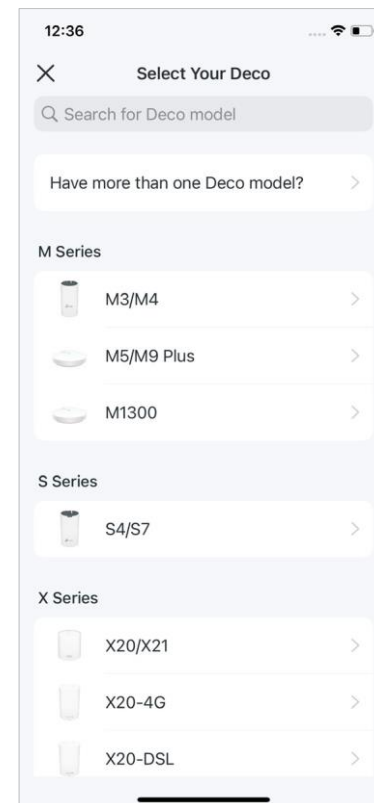 12:36
Select Your Deco
Search for Deco model
Have more than one Deco model?
M Series
M3/M4
M5/M9 Plus
M1300
S Series
S4/S7
X Series
X20/X21
X20-4G
X20-DSL